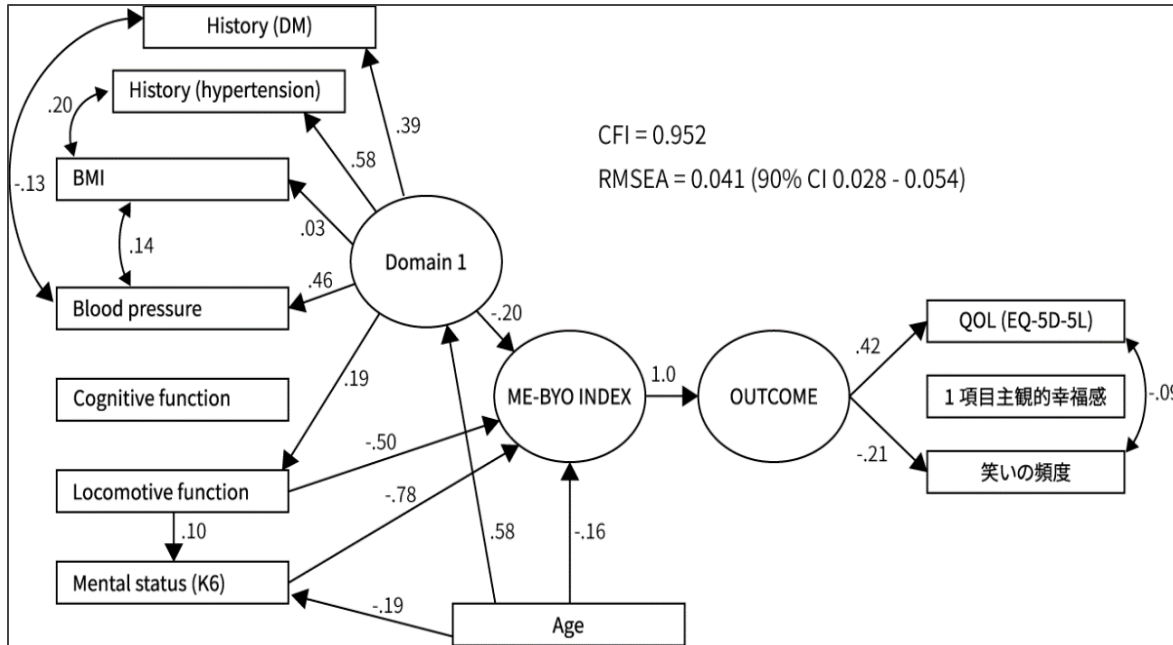 History (DM)
History (hypertension)
.20
.39
CFI = 0.952
.58
RMSEA = 0.041 (90% CI 0.028 - 0.054)
BMI
-.13
.03
.14
Domain 1
.46
Blood pressure
-.20
QOL (EQ-5D-5L)
.42
.19
1.0
Cognitive function
ME-BYO INDEX
OUTCOME
1 項目主観的幸福感
-.09
-.50
-.21
笑いの頻度
Locomotive function
-.78
.10
.58
-.16
Mental status (K6)
-.19
Age